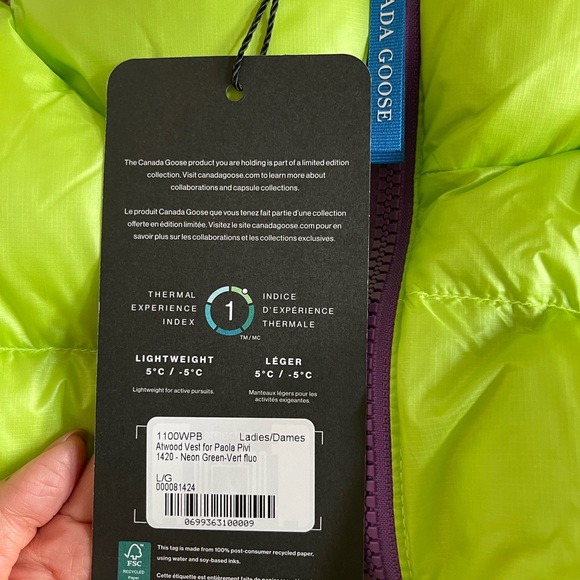 ADA GOOSE
The Canada Goose product you are holding is part of a limited edition
collection. Visit canadagoose.com to learn more about
collaborations and capsule collections.
Le produit Canada Goose que vous tenez fait partie d'une collection
offerte en édition limitée. Visitez le site canadagoose.com pour en
savoir plus sur les collaborations et les collections exclusives.
THERMAL
EXPERIENCE
INDEX
1
TM/MC
INDICE
D'EXPÉRIENCE
THERMALE
LIGHTWEIGHT
5°C / -5°C
Lightweight for active pursuits.
LÉGER
5°C / -5°C
Manteaux légers pour les
activités exigeantes.
1100WPB Ladies/Dames
Atwood Vest for Paola Pivi
1420 - Neon Green-Vert fluo
L/G
000081424
0699363100009
FSC
RECYCLED
This tag is made from 100% post-consumer recycled paper,
using water and soy-based inks.
Cette étiquette est entièrement faite de